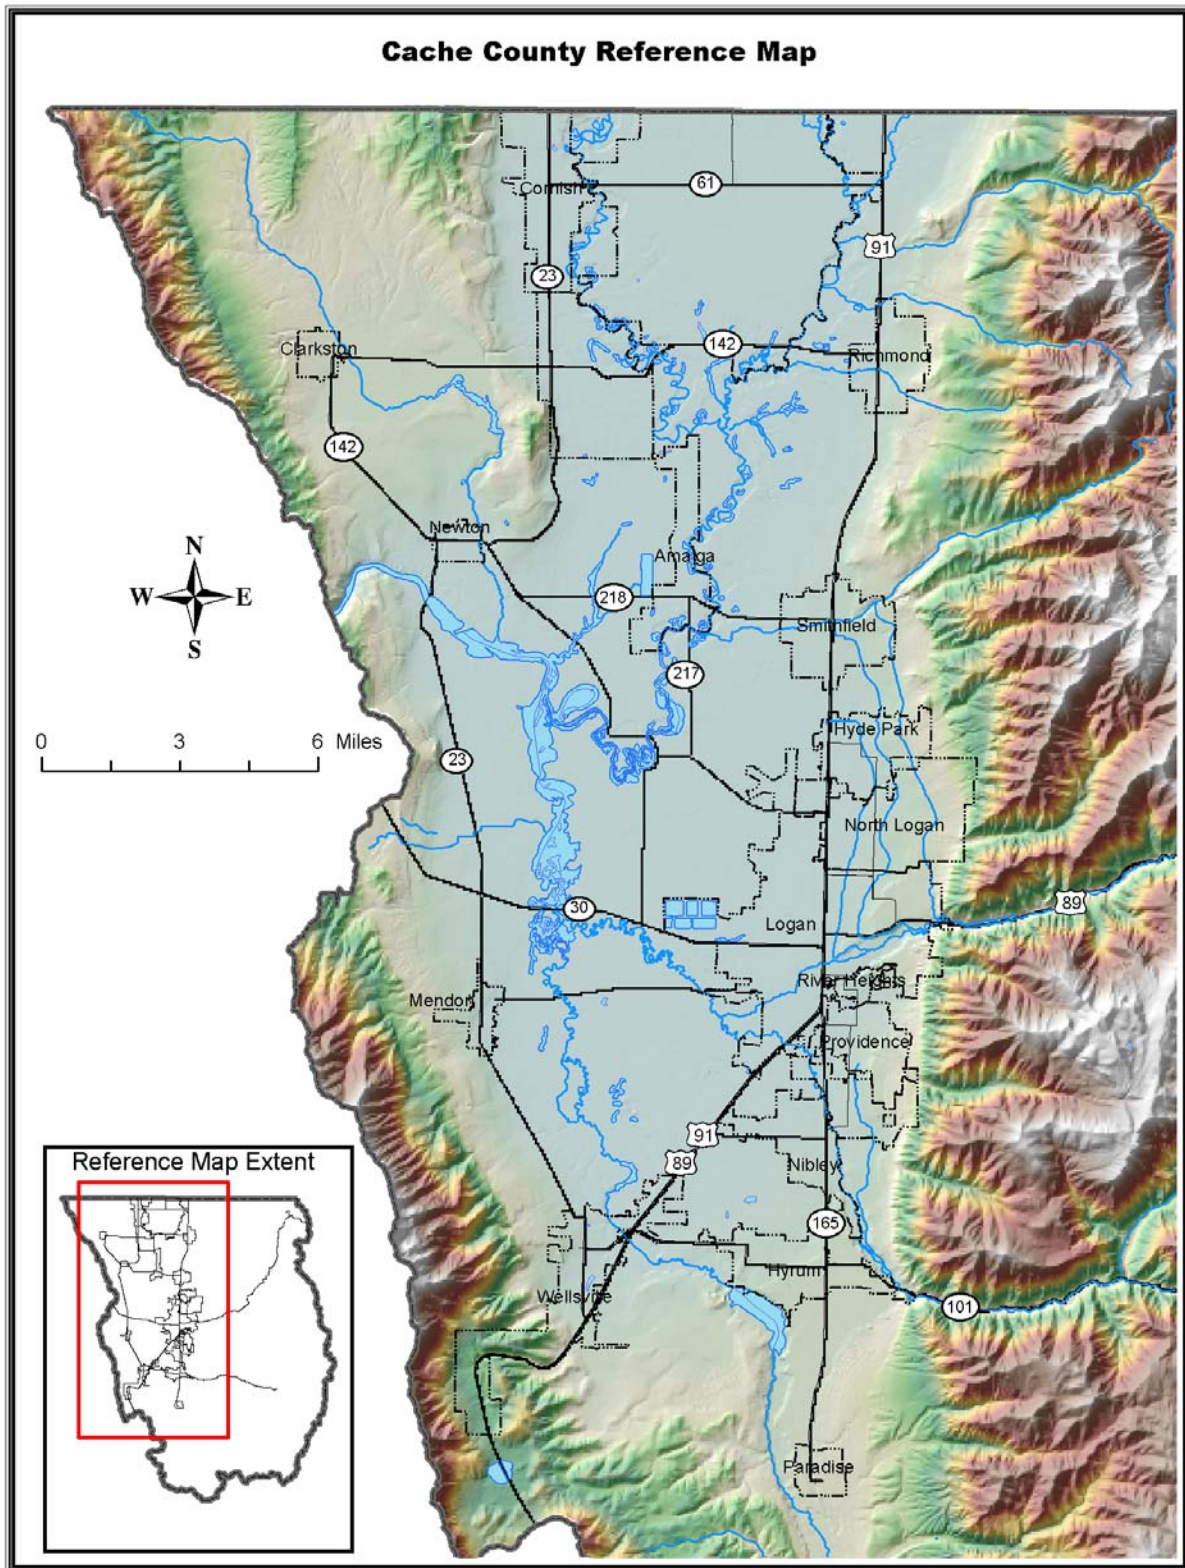 Cache County Reference Map
61
Cornish
91
23
142
Clarkston
Richmond
142
Newton
Amalga
N
W E
S
218
Smithfield
217
Hyde Park
0 3 6 Miles
23
North Logan
89
30
Logan
River Heights
Mendon
Providence
91
Reference Map Extent
89
Nibley
165
Hyrum
Wellsville
101
Paradise